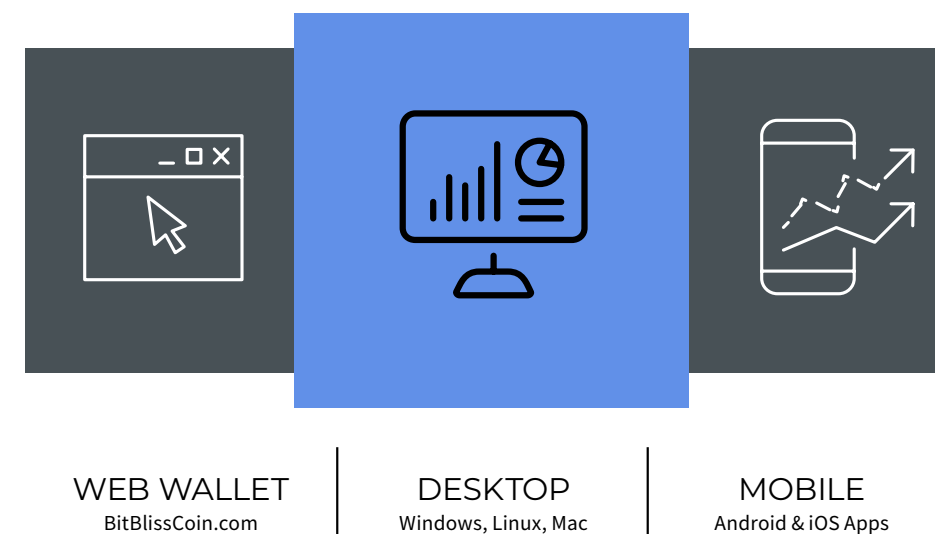 WEB WALLET
BitBlissCoin.com
DESKTOP
Windows, Linux, Mac
MOBILE
Android & iOS Apps